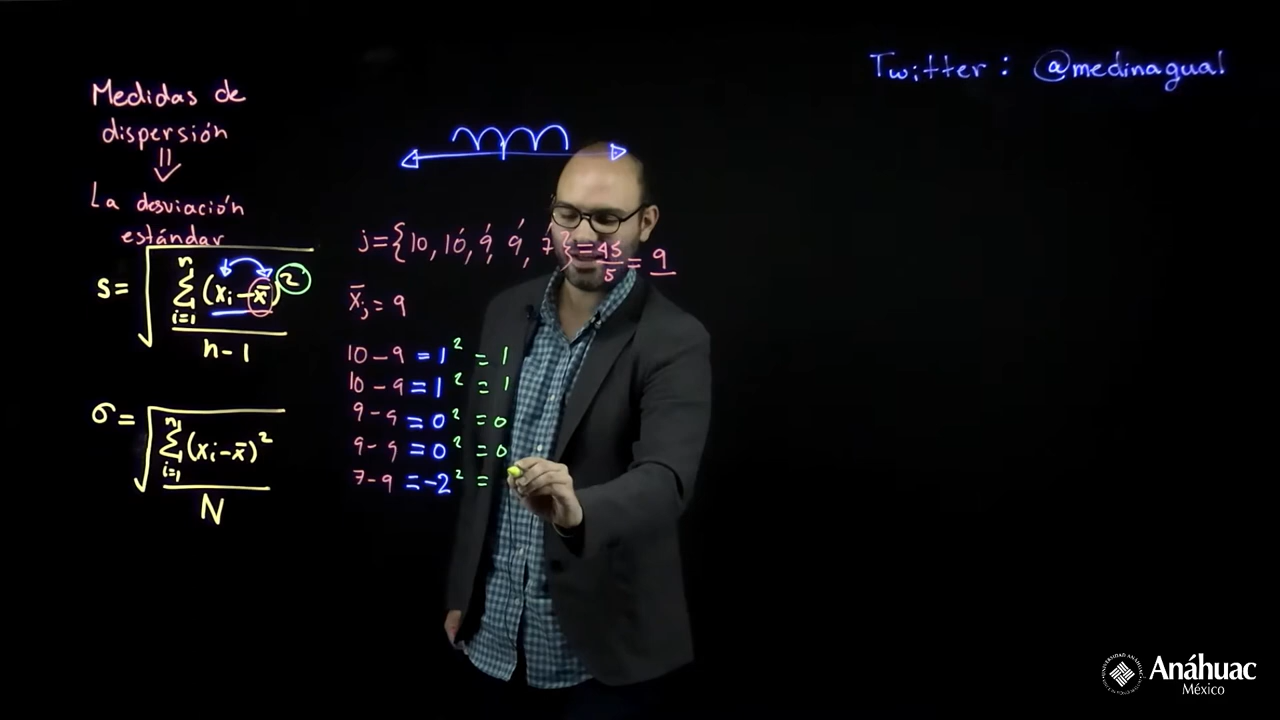 Medidas de
dispersión
⇓
La desviación
estándar
s = √(∑ⁿᵢ₌₁ (xᵢ - x̄)² / n-1)
σ = √(∑ⁿᵢ₌₁ (xᵢ - x̄)² / N)
j = {10, 10, 9, 9, 7} = 45/5 = 9
x̄ⱼ = 9
10 - 9 = 1² = 1
10 - 9 = 1² = 1
9 - 9 = 0² = 0
9 - 9 = 0² = 0
7 - 9 = -2² =
Twitter: @medinagual
Anáhuac
México